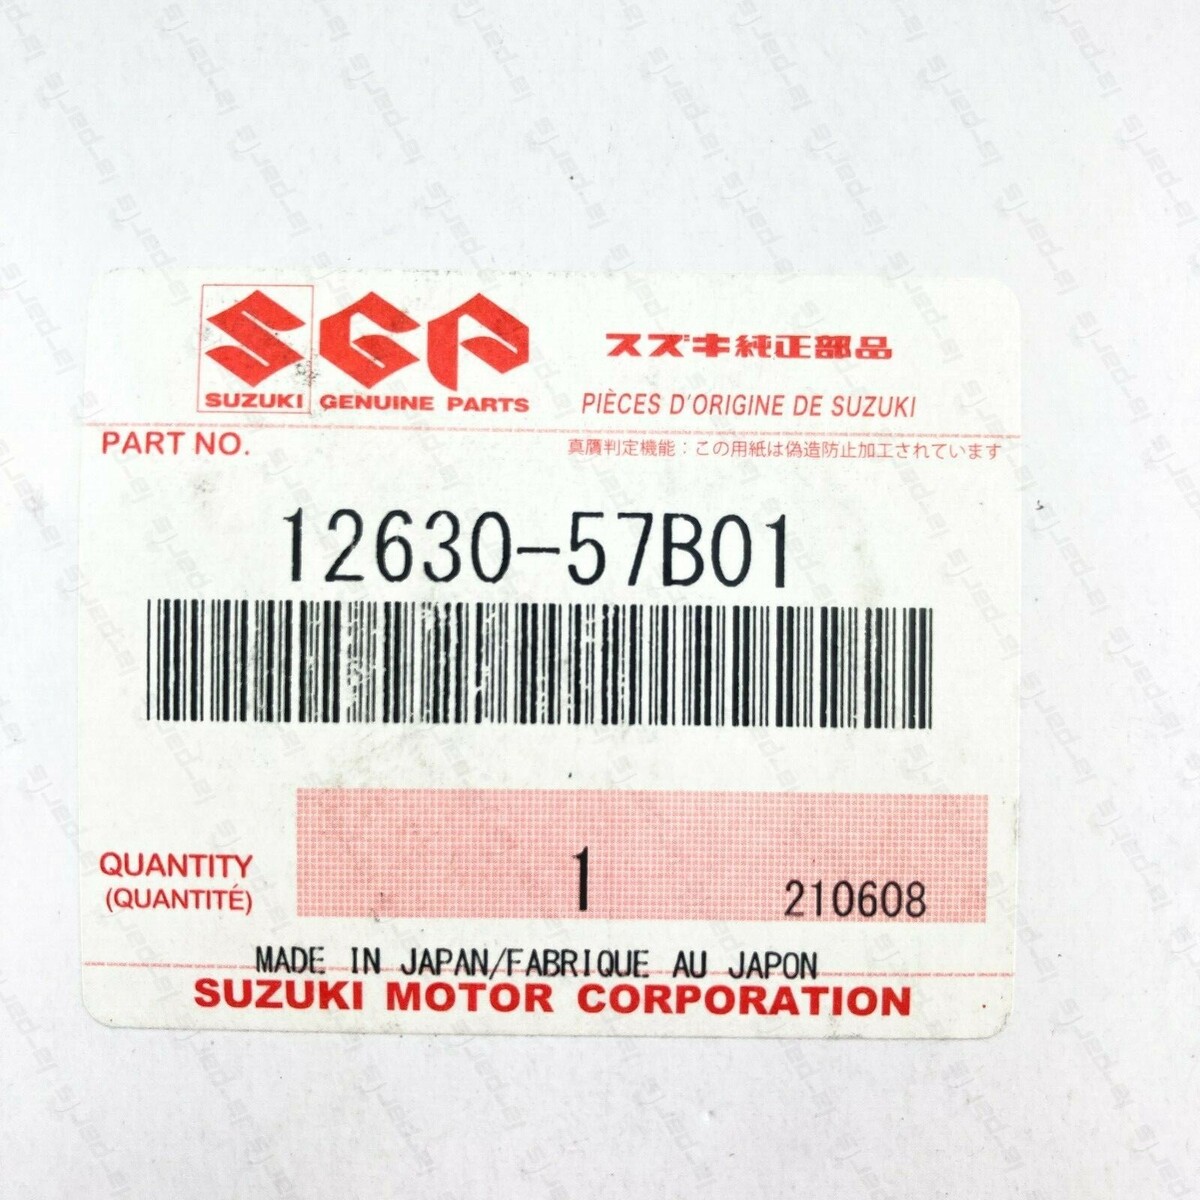 SGP
SUZUKI GENUINE PARTS
スズキ純正部品
PIÈCES D'ORIGINE DE SUZUKI
PART NO.
真贋判定機能:この用紙は偽造防止加工されています
12630-57B01
QUANTITY
(QUANTITÉ)
1
210608
MADE IN JAPAN/FABRIQUE AU JAPON
SUZUKI MOTOR CORPORATION